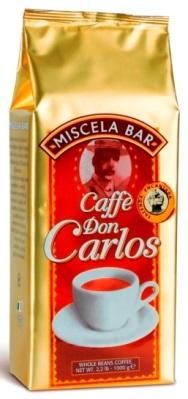 MISCELA BAR
Caffè
Don
Carlos
WHOLE BEANS COFFEE
NET WT. 2,2 lb - 1000 g e